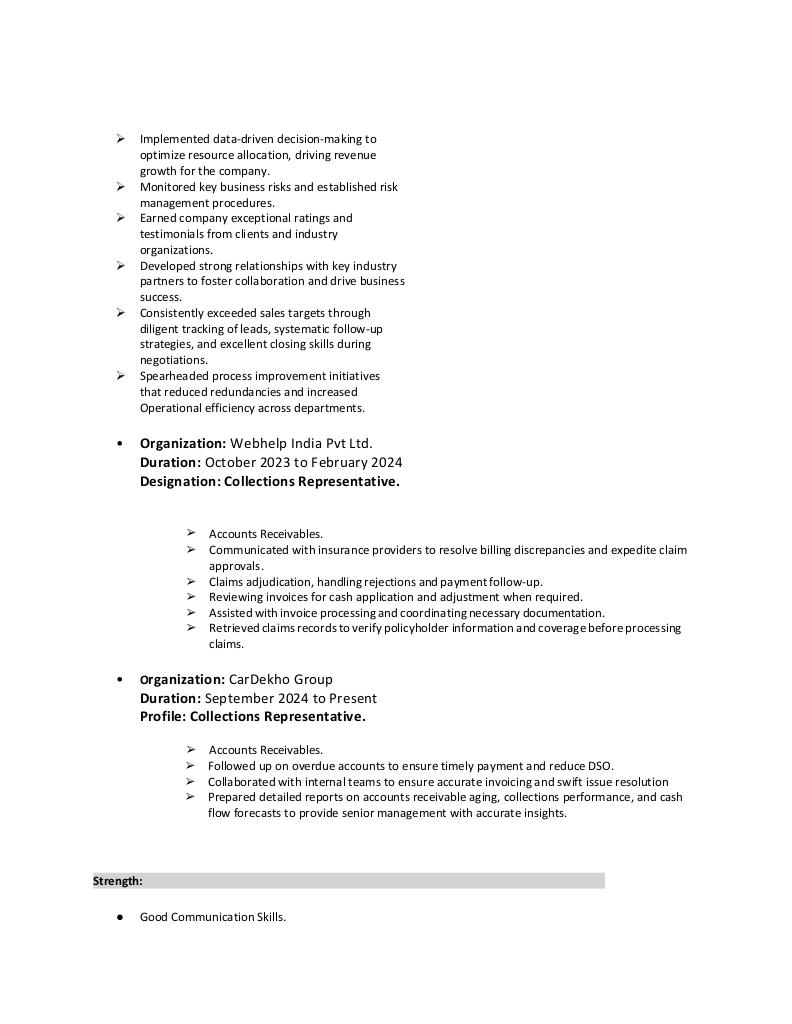 ➢ Implemented data-driven decision-making to
optimize resource allocation, driving revenue
growth for the company.
➢ Monitored key business risks and established risk
management procedures.
➢ Earned company exceptional ratings and
testimonials from clients and industry
organizations.
➢ Developed strong relationships with key industry
partners to foster collaboration and drive business
success.
➢ Consistently exceeded sales targets through
diligent tracking of leads, systematic follow-up
strategies, and excellent closing skills during
negotiations.
➢ Spearheaded process improvement initiatives
that reduced redundancies and increased
Operational efficiency across departments.
• Organization: Webhelp India Pvt Ltd.
Duration: October 2023 to February 2024
Designation: Collections Representative.
➢ Accounts Receivables.
➢ Communicated with insurance providers to resolve billing discrepancies and expedite claim
approvals.
➢ Claims adjudication, handling rejections and payment follow-up.
➢ Reviewing invoices for cash application and adjustment when required.
➢ Assisted with invoice processing and coordinating necessary documentation.
➢ Retrieved claims records to verify policyholder information and coverage before processing
claims.
• Organization: CarDekho Group
Duration: September 2024 to Present
Profile: Collections Representative.
➢ Accounts Receivables.
➢ Followed up on overdue accounts to ensure timely payment and reduce DSO.
➢ Collaborated with internal teams to ensure accurate invoicing and swift issue resolution
➢ Prepared detailed reports on accounts receivable aging, collections performance, and cash
flow forecasts to provide senior management with accurate insights.
Strength:
● Good Communication Skills.